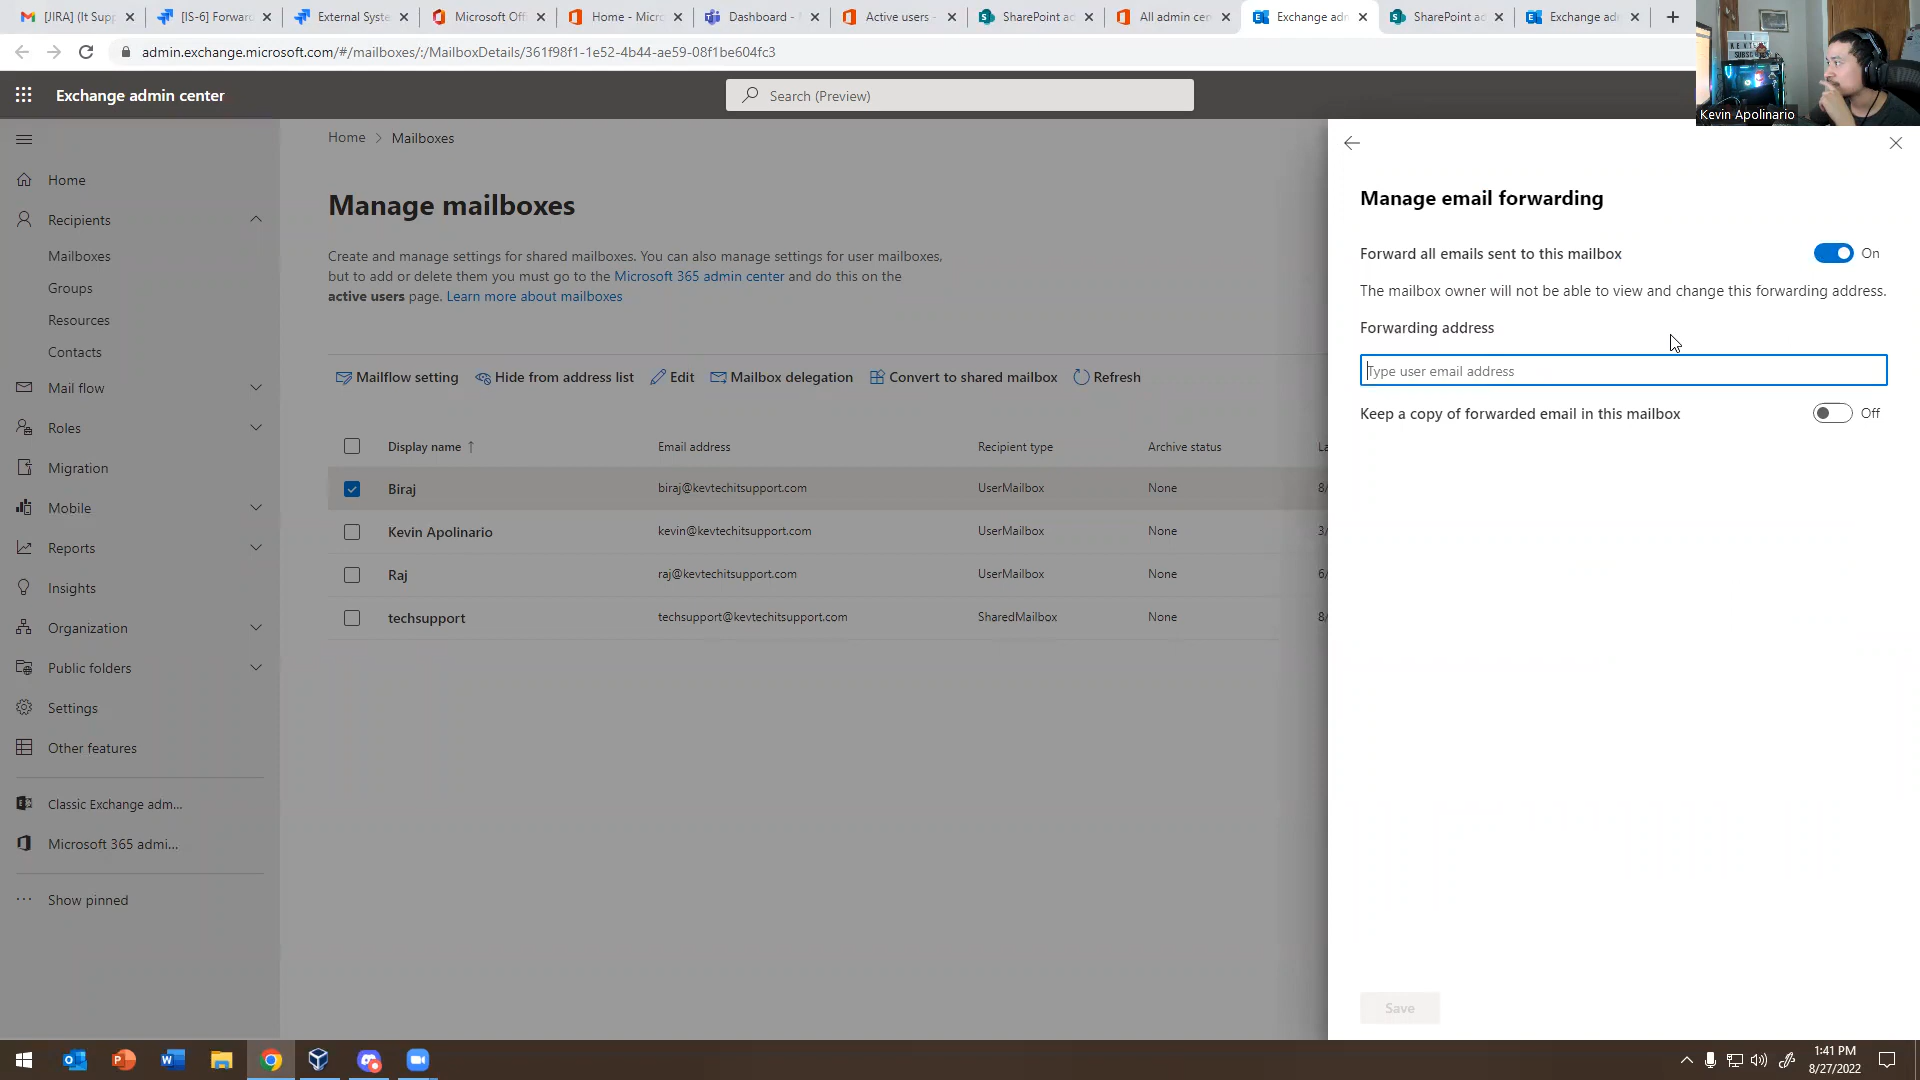 [JIRA] (It Supp
[IS-6] Forward
External Syste
Microsoft Offi
Home - Micro
Dashboard -
Active users -
SharePoint ad
All admin cen
Exchange adm
SharePoint ad
Exchange adm
admin.exchange.microsoft.com/#/mailboxes/:/MailboxDetails/361f98f1-1e52-4b44-ae59-08f1be604fc3
Kevin Apolinario
Exchange admin center
Search (Preview)
Home
Recipients
Mailboxes
Groups
Resources
Contacts
Mail flow
Roles
Migration
Mobile
Reports
Insights
Organization
Public folders
Settings
Other features
Classic Exchange adm...
Microsoft 365 admi...
Show pinned
Home > Mailboxes
Manage mailboxes
Create and manage settings for shared mailboxes. You can also manage settings for user mailboxes,
but to add or delete them you must go to the Microsoft 365 admin center and do this on the
active users page. Learn more about mailboxes
Mailflow setting Hide from address list Edit Mailbox delegation Convert to shared mailbox Refresh
Display name ↑ Email address Recipient type Archive status La
Biraj biraj@kevtechitsupport.com UserMailbox None 8/
Kevin Apolinario kevin@kevtechitsupport.com UserMailbox None 3/
Raj raj@kevtechitsupport.com UserMailbox None 6/
techsupport techsupport@kevtechitsupport.com SharedMailbox None 8/
Manage email forwarding
Forward all emails sent to this mailbox On
The mailbox owner will not be able to view and change this forwarding address.
Forwarding address
Type user email address
Keep a copy of forwarded email in this mailbox Off
Save
1:41 PM
8/27/2022